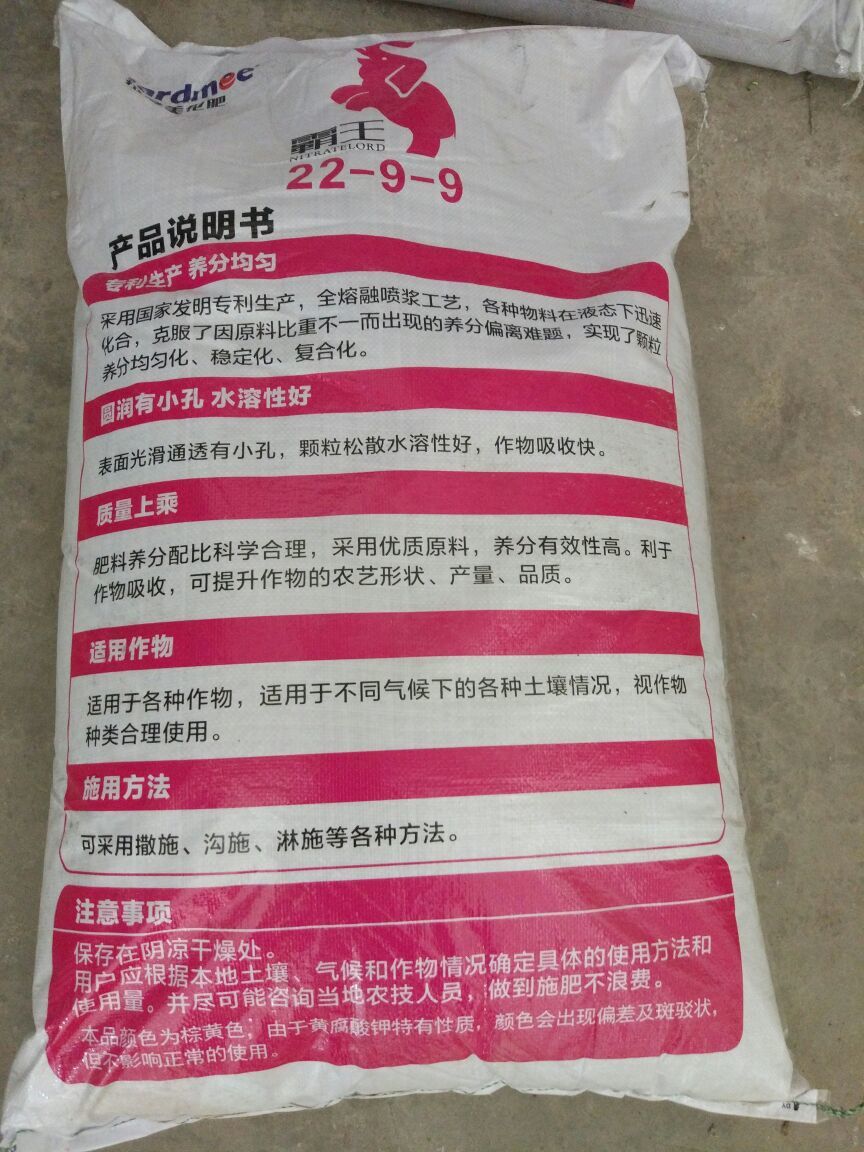 美化肥
霸王
NITRATELORD
22-9-9
产品说明书
专利生产 养分均匀
采用国家发明专利生产，全熔融喷浆工艺，各种物料在液态下迅速
化合，克服了因原料比重不一而出现的养分偏离难题，实现了颗粒
养分均匀化、稳定化、复合化。
圆润有小孔 水溶性好
表面光滑通透有小孔，颗粒松散水溶性好，作物吸收快。
质量上乘
肥料养分配比科学合理，采用优质原料，养分有效性高。利于
作物吸收，可提升作物的农艺形状、产量、品质。
适用作物
适用于各种作物，适用于不同气候下的各种土壤情况，视作物
种类合理使用。
施用方法
可采用撒施、沟施、淋施等各种方法。
注意事项
保存在阴凉干燥处。
用户应根据本地土壤、气候和作物情况确定具体的使用方法和
使用量。并尽可能咨询当地农技人员，做到施肥不浪费。
本品颜色为棕黄色；由于黄腐酸钾特有性质，颜色会出现偏差及斑驳状，
但不影响正常的使用。